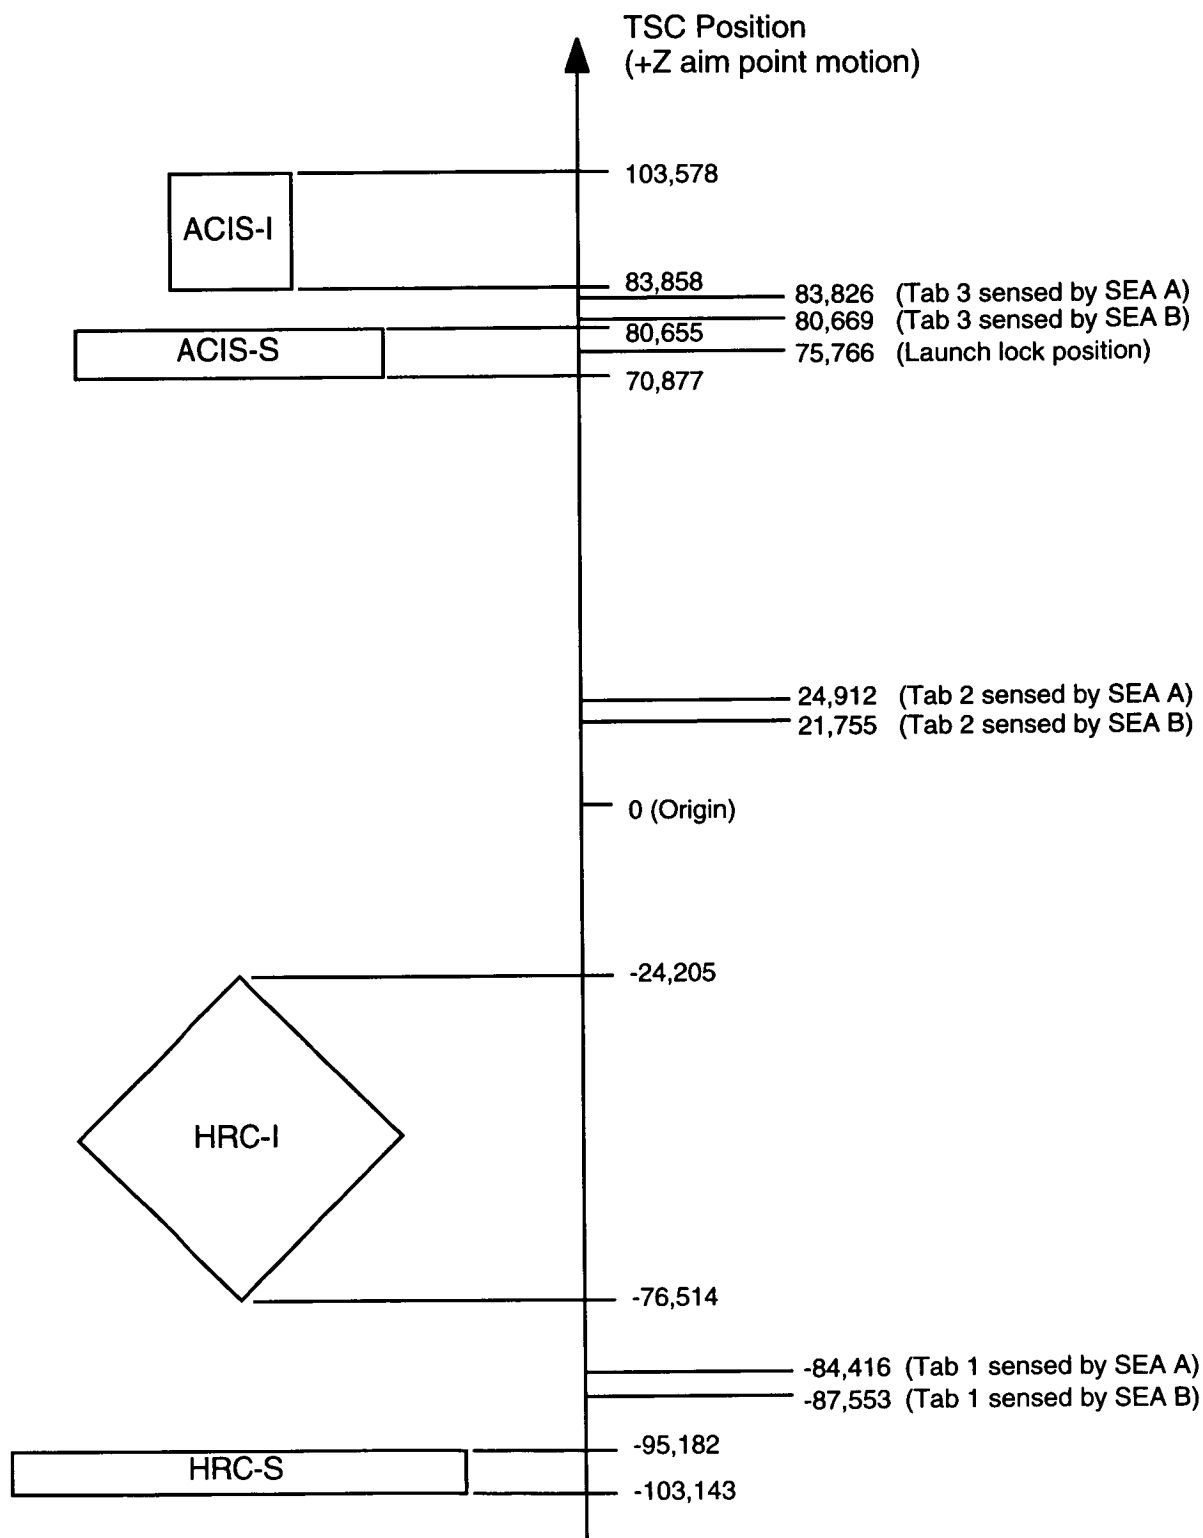 TSC Position
(+Z aim point motion)
103,578
ACIS-I
83,858
83,826 (Tab 3 sensed by SEA A)
80,669 (Tab 3 sensed by SEA B)
80,655
ACIS-S
75,766 (Launch lock position)
70,877
24,912 (Tab 2 sensed by SEA A)
21,755 (Tab 2 sensed by SEA B)
0 (Origin)
-24,205
HRC-I
-76,514
-84,416 (Tab 1 sensed by SEA A)
-87,553 (Tab 1 sensed by SEA B)
-95,182
HRC-S
-103,143